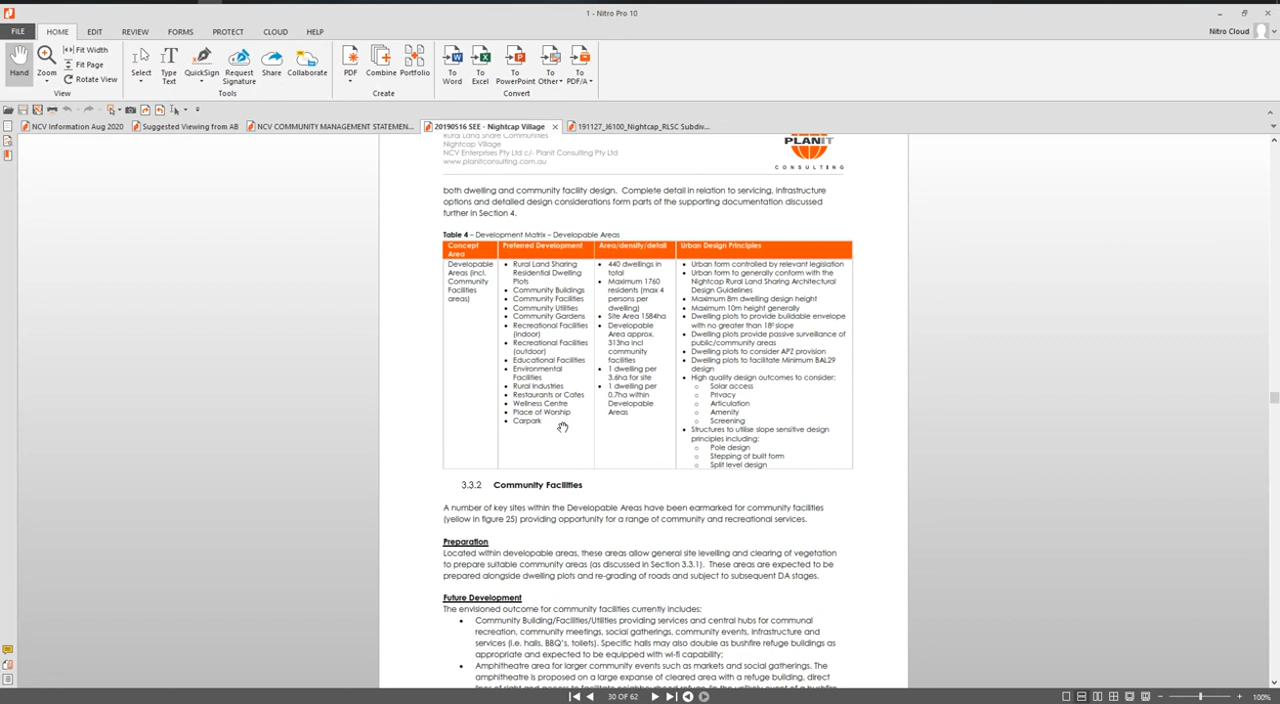 1 - Nitro Pro 10
Nitro Cloud
FILE HOME EDIT REVIEW FORMS PROTECT CLOUD HELP
Hand
Zoom
Fit Width
Fit Page
Rotate View
Select
Type Text
QuickSign
Request Signature
Share
Collaborate
PDF
Combine
Portfolio
To Word
To Excel
To PowerPoint
To Other
To PDF/A
View
Tools
Create
Convert
NCV Information Aug 2020
Suggested Viewing from AB
NCV COMMUNITY MANAGEMENT STATEMEN...
20190516 SEE - Nightcap Village
191127_J6100_Nightcap_RLSC Subdiv...
Rural Land Share Communities
Nightcap Village
NCV Enterprises Pty Ltd c/- Planit Consulting Pty Ltd
www.planitconsulting.com.au
PLANIT
CONSULTING
both dwelling and community facility design. Complete detail in relation to servicing, infrastructure
options and detailed design considerations form parts of the supporting documentation discussed
further in Section 4.
Table 4 – Development Matrix – Developable Areas
Concept Area
Preferred Development
Area/density/detail
Urban Design Principles
Developable
Areas (incl.
Community
Facilities
areas)
• Rural Land Sharing
Residential Dwelling
Plots
• Community Buildings
• Community Facilities
• Community Utilities
• Community Gardens
• Recreational Facilities
(indoor)
• Recreational Facilities
(outdoor)
• Educational Facilities
• Environmental
Facilities
• Rural Industries
• Restaurants or Cafes
• Wellness Centre
• Place of Worship
• Carpark
• 440 dwellings in
total
• Maximum 1760
residents (max 4
persons per
dwelling)
• Site Area 1584ha
• Developable
Area approx.
313ha incl
community
facilities
• 1 dwelling per
3.6ha for site
• 1 dwelling per
0.7ha within
Developable
Areas
• Urban form controlled by relevant legislation
• Urban form to generally conform with the
Nightcap Rural Land Sharing Architectural
Design Guidelines
• Maximum 8m dwelling design height
• Maximum 10m height generally
• Dwelling plots to provide buildable envelope
with no greater than 18° slope
• Dwelling plots provide passive surveillance of
public/community areas
• Dwelling plots to consider APZ provision
• Dwelling plots to facilitate Minimum BAL29
design
• High quality design outcomes to consider:
o Solar access
o Privacy
o Articulation
o Amenity
o Screening
• Structures to utilise slope sensitive design
principles including:
o Pole design
o Stepping of built form
o Split level design
3.3.2 Community Facilities
A number of key sites within the Developable Areas have been earmarked for community facilities
(yellow in figure 25) providing opportunity for a range of community and recreational services.
Preparation
Located within developable areas, these areas allow general site levelling and clearing of vegetation
to prepare suitable community areas (as discussed in Section 3.3.1). These areas are expected to be
prepared alongside dwelling plots and re-grading of roads and subject to subsequent DA stages.
Future Development
The envisioned outcome for community facilities currently includes:
• Community Building/Facilities/Utilities providing services and central hubs for communal
recreation, community meetings, social gatherings, community events, infrastructure and
services (i.e. halls, BBQ's, toilets). Specific halls may also double as bushfire refuge buildings as
appropriate and expected to be equipped with wi-fi capability;
• Amphitheatre area for larger community events such as markets and social gatherings. The
amphitheatre is proposed on a large expanse of cleared area with a refuge building, direct
30 OF 62
100%